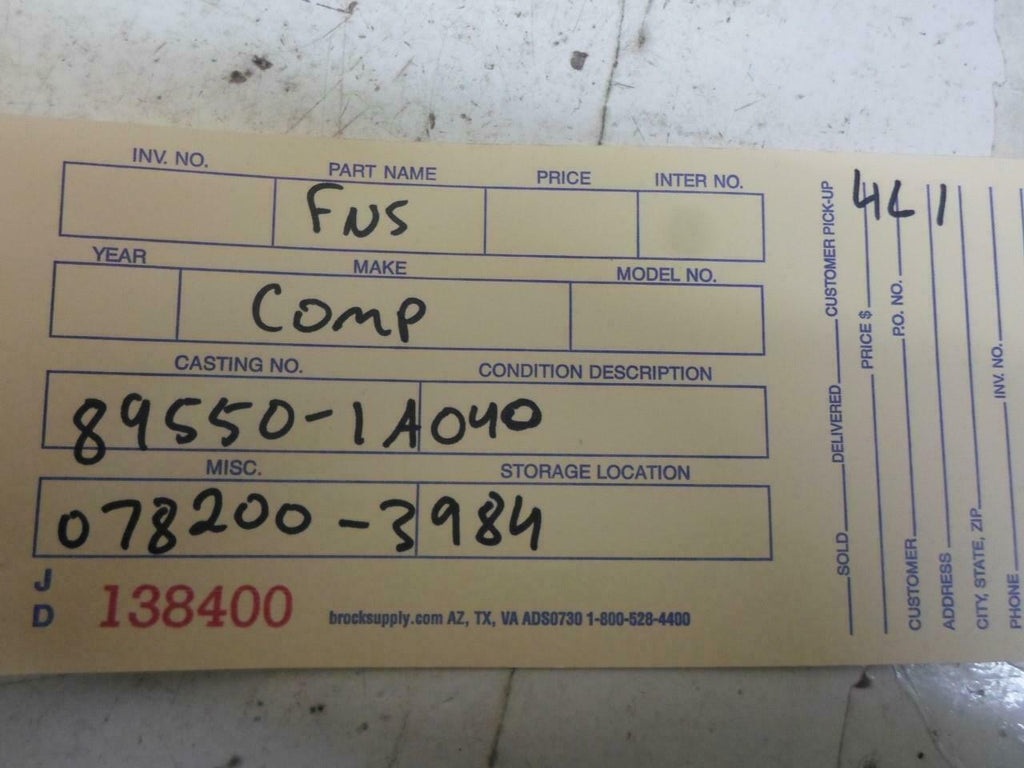 INV. NO. PART NAME PRICE INTER NO.
FNS
YEAR MAKE MODEL NO.
COMP
CASTING NO. CONDITION DESCRIPTION
89550-1A040
MISC. STORAGE LOCATION
078200-3984
J
D
138400
brocksupply.com AZ, TX, VA ADS0730 1-800-528-4400
SOLD DELIVERED CUSTOMER PICK-UP
PRICE $
CUSTOMER P.O. NO.
ADDRESS
CITY, STATE, ZIP
PHONE INV. NO.
4L1